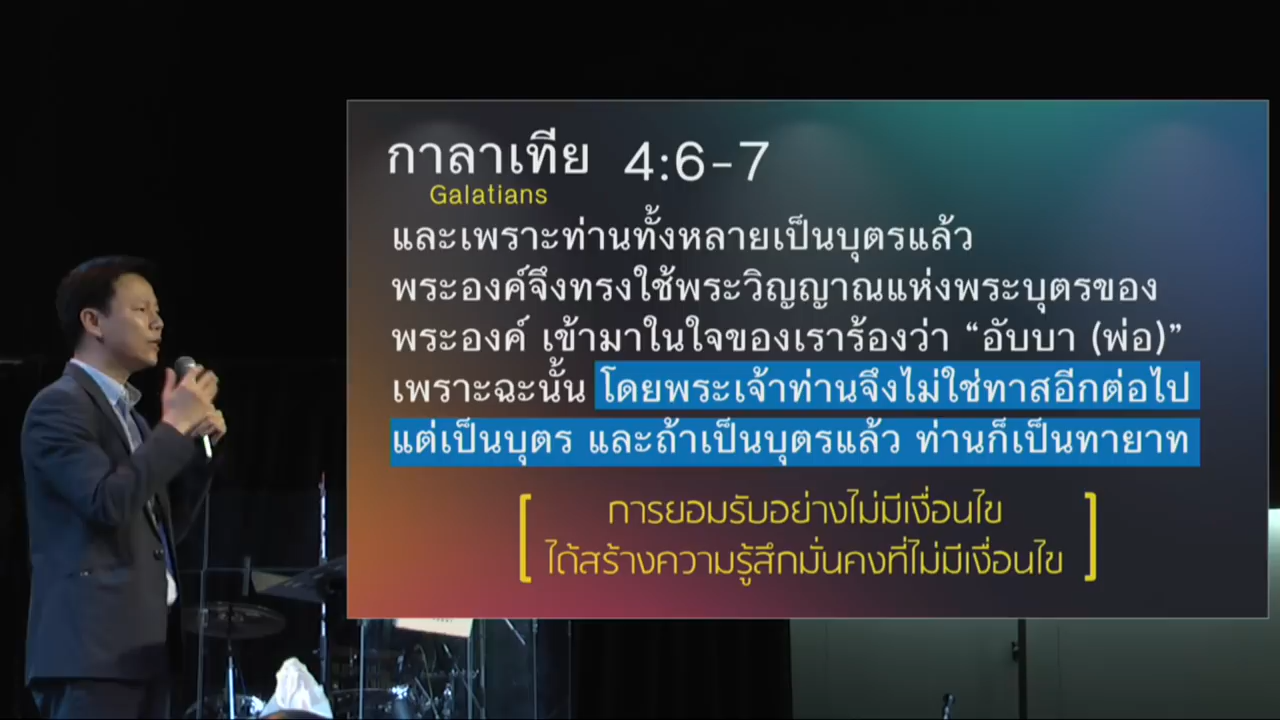 กาลาเทีย 4:6-7
Galatians
และเพราะท่านทั้งหลายเป็นบุตรแล้ว
พระองค์จึงทรงใช้พระวิญญาณแห่งพระบุตรของ
พระองค์ เข้ามาในใจของเราร้องว่า “อับบา (พ่อ)”
เพราะฉะนั้น โดยพระเจ้าท่านจึงไม่ใช่ทาสอีกต่อไป
แต่เป็นบุตร และถ้าเป็นบุตรแล้ว ท่านก็เป็นทายาท
[ การยอมรับอย่างไม่มีเงื่อนไข
ได้สร้างความรู้สึกมั่นคงที่ไม่มีเงื่อนไข ]